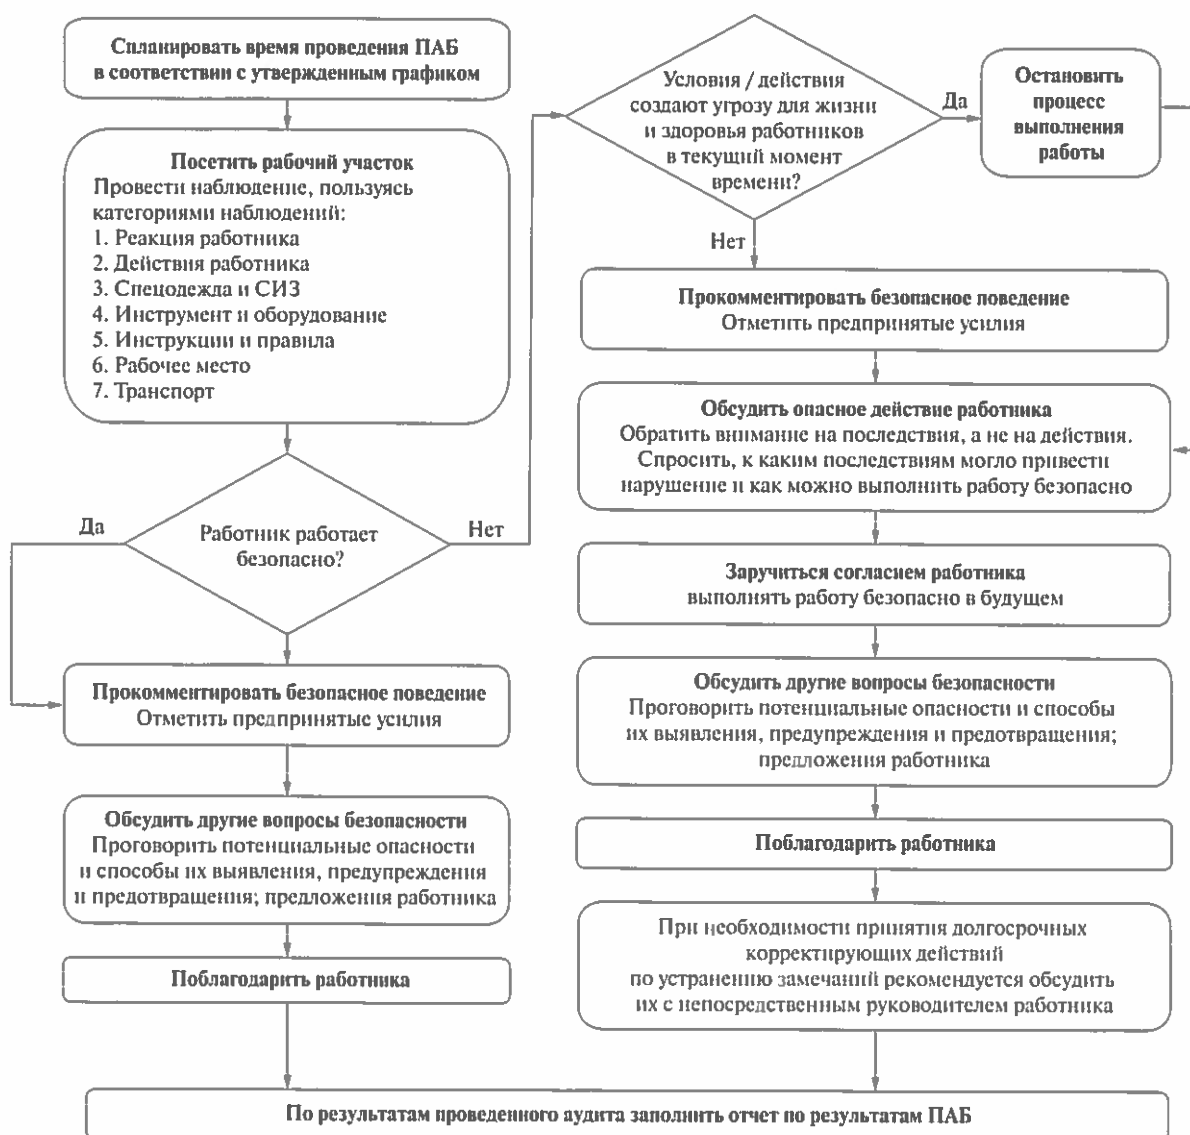 Спланировать время проведения ПАБ
в соответствии с утвержденным графиком
Посетить рабочий участок
Провести наблюдение, пользуясь
категориями наблюдений:
1. Реакция работника
2. Действия работника
3. Спецодежда и СИЗ
4. Инструмент и оборудование
5. Инструкции и правила
6. Рабочее место
7. Транспорт
Да
Работник работает
безопасно?
Нет
Прокомментировать безопасное поведение
Отметить предпринятые усилия
Обсудить другие вопросы безопасности
Проговорить потенциальные опасности
и способы их выявления, предупреждения
и предотвращения; предложения работника
Поблагодарить работника
Условия / действия
создают угрозу для жизни
и здоровья работников
в текущий момент
времени?
Да
Остановить
процесс
выполнения
работы
Нет
Прокомментировать безопасное поведение
Отметить предпринятые усилия
Обсудить опасное действие работника
Обратить внимание на последствия, а не на действия.
Спросить, к каким последствиям могло привести
нарушение и как можно выполнить работу безопасно
Заручиться согласием работника
выполнять работу безопасно в будущем
Обсудить другие вопросы безопасности
Проговорить потенциальные опасности и способы
их выявления, предупреждения и предотвращения;
предложения работника
Поблагодарить работника
При необходимости принятия долгосрочных
корректирующих действий
по устранению замечаний рекомендуется обсудить
их с непосредственным руководителем работника
По результатам проведенного аудита заполнить отчет по результатам ПАБ